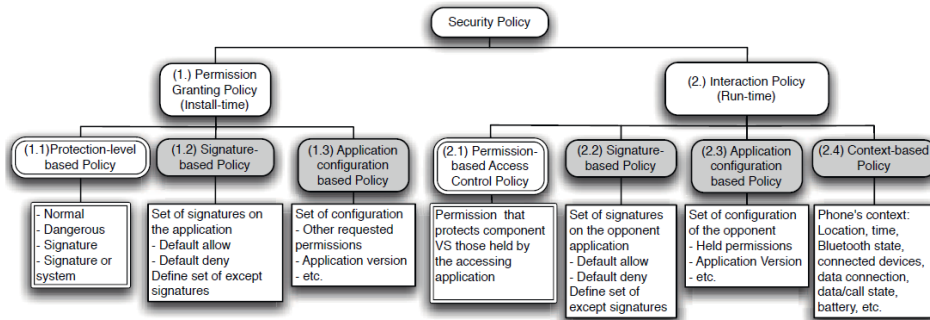 Security Policy
(1.) Permission
Granting Policy
(Install-time)
(2.) Interaction Policy
(Run-time)
(1.1)Protection-level
based Policy
(1.2) Signature-
based Policy
(1.3) Application
configuration
based Policy
(2.1) Permission-
based Access
Control Policy
(2.2) Signature-
based Policy
(2.3) Application
configuration
based Policy
(2.4) Context-based
Policy
- Normal
- Dangerous
- Signature
- Signature or
system
Set of signatures on
the application
- Default allow
- Default deny
Define set of except
signatures
Set of configuration
- Other requested
permissions
- Application version
- etc.
Permission that
protects component
VS those held by
the accessing
application
Set of signatures
on the opponent
application
- Default allow
- Default deny
Define set of
except signatures
Set of configuration
of the opponent
- Held permissions
- Application Version
- etc.
Phone's context:
Location, time,
Bluetooth state,
connected devices,
data connection,
data/call state,
battery, etc.